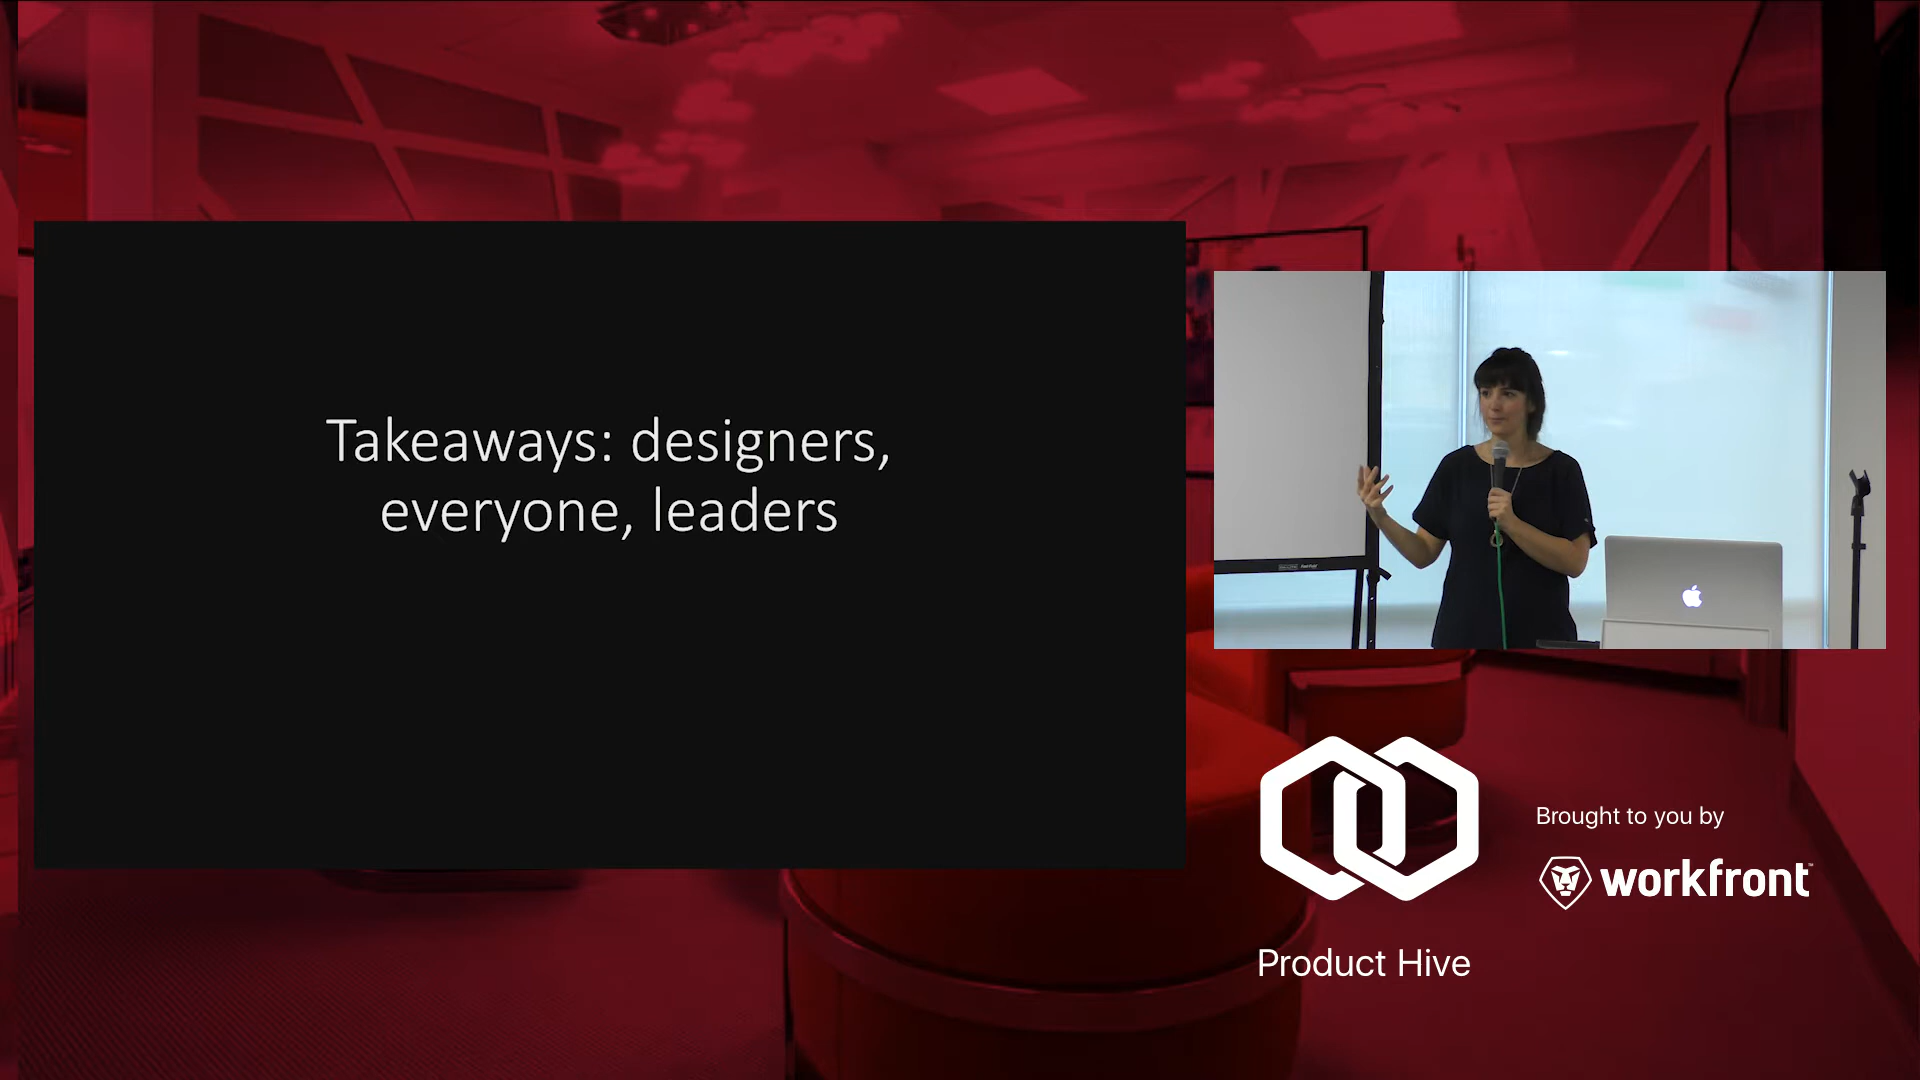 Takeaways: designers,
everyone, leaders
Brought to you by
workfront
Product Hive